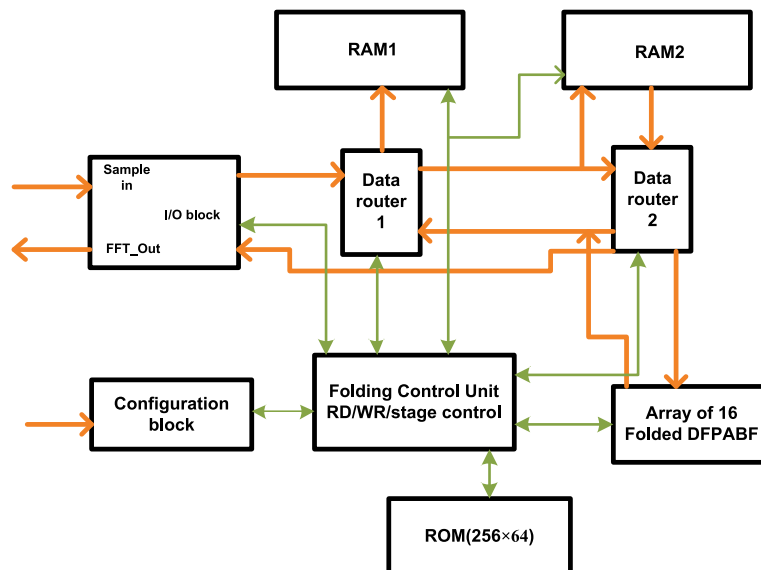 RAM1
RAM2
Sample
in
I/O block
FFT_Out
Data
router
1
Data
router
2
Configuration
block
Folding Control Unit
RD/WR/stage control
Array of 16
Folded DFPABF
ROM(256×64)